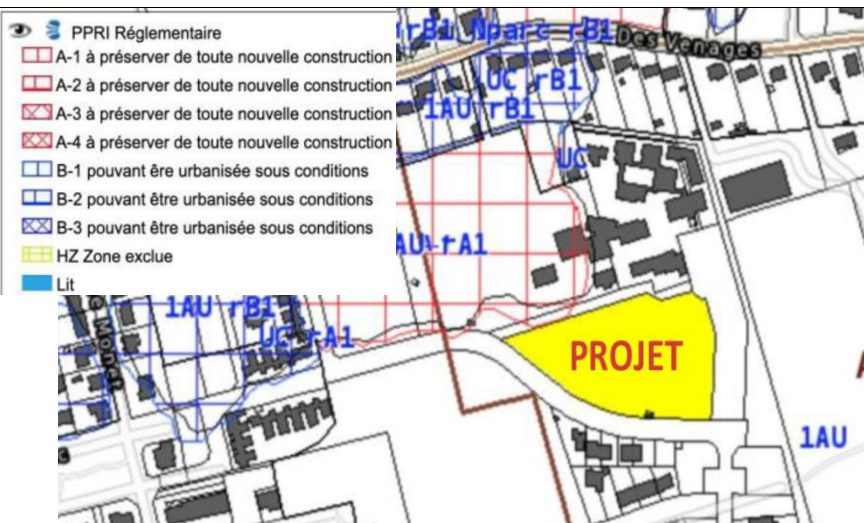 PPRI Réglementaire
A-1 à préserver de toute nouvelle construction
A-2 à préserver de toute nouvelle construction
A-3 à préserver de toute nouvelle construction
A-4 à préserver de toute nouvelle construction
B-1 pouvant êre urbanisée sous conditions
B-2 pouvant être urbanisée sous conditions
B-3 pouvant être urbanisée sous conditions
HZ Zone exclue
Lit
rB1 Nparc rB1
Des Venages
UC rB1
1AU rB1
UC
AU rA1
1AU rB1
UC rA1
Monet
PROJET
1AU